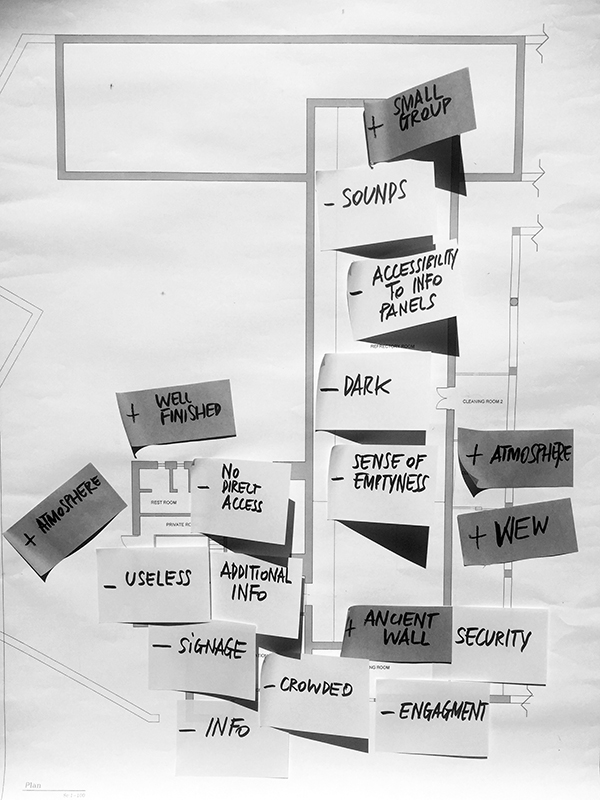 + SMALL
GROUP
- SOUNDS
- ACCESSIBILITY
TO INFO
PANELS
REFECTORY ROOM
- DARK
+ WELL
FINISHED
CLEANING ROOM 2
- SENSE OF
EMPTYNESS
+ ATMOSPHERE
- NO
DIRECT
ACCESS
REST ROOM
+ ATMOSPHERE
PRIVATE RO
+ VIEW
- USELESS
ADDITIONAL
INFO
+ ANCIENT
WALL
SECURITY
- SIGNAGE
NG ROOM
- CROWDED
- ENGAGMENT
- INFO
Plan